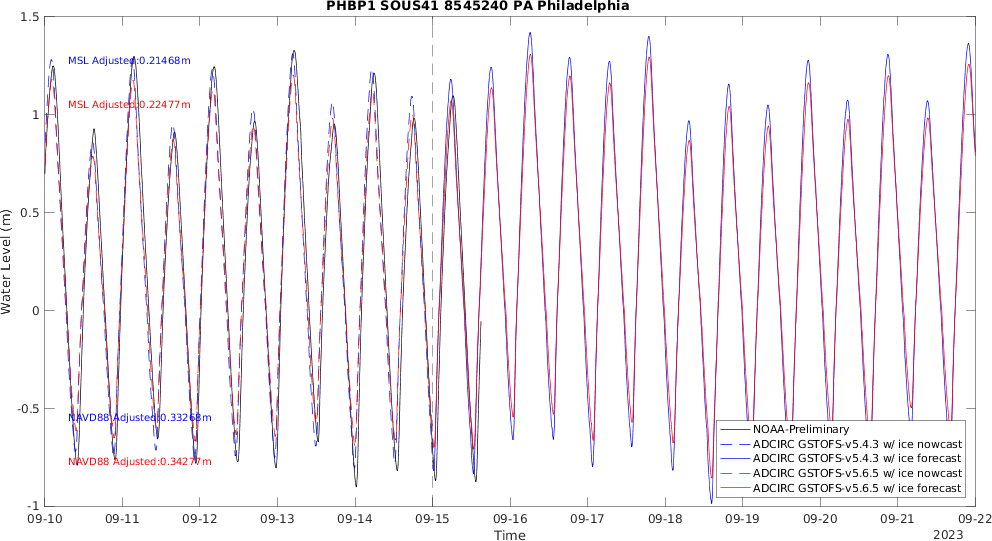 PHBP1 SOUS41 8545240 PA Philadelphia
Water Level (m)
1.5
1
0.5
0
-0.5
-1
MSL Adjusted:0.21468m
MSL Adjusted:0.22477m
NAVD88 Adjusted:0.33268m
NAVD88 Adjusted:0.34277m
NOAA-Preliminary
ADCIRC GSTOFS-v5.4.3 w/ ice nowcast
ADCIRC GSTOFS-v5.4.3 w/ ice forecast
ADCIRC GSTOFS-v5.6.5 w/ ice nowcast
ADCIRC GSTOFS-v5.6.5 w/ ice forecast
09-10 09-11 09-12 09-13 09-14 09-15 09-16 09-17 09-18 09-19 09-20 09-21 09-22
Time
2023